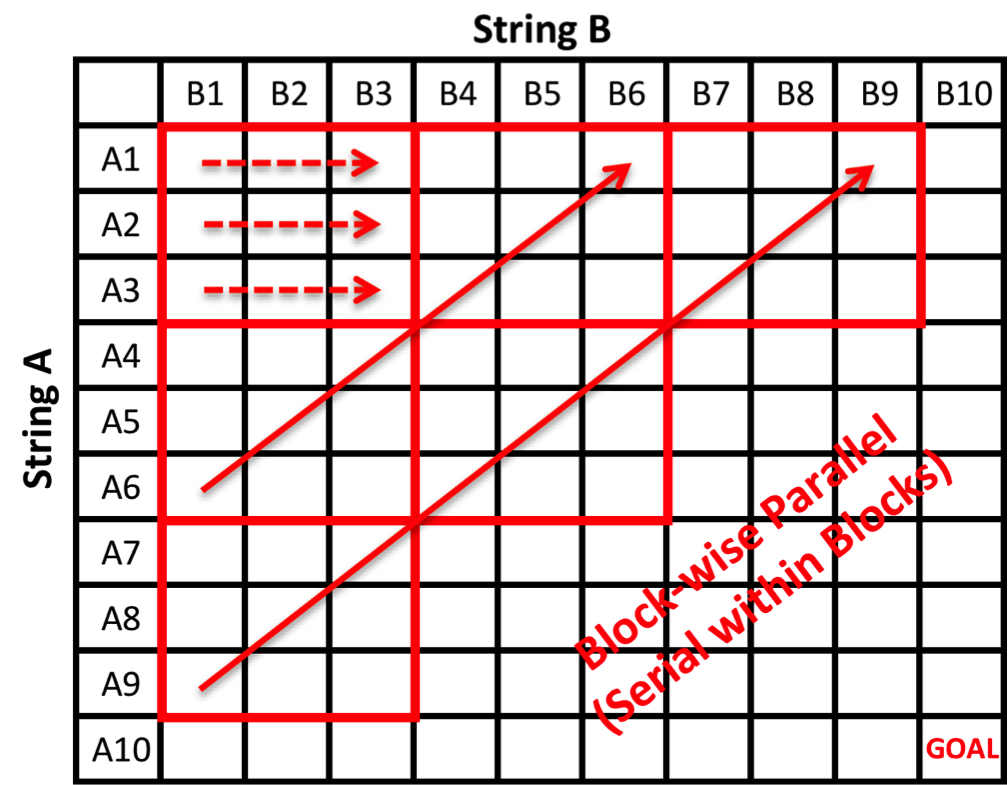 String B
B1 B2 B3 B4 B5 B6 B7 B8 B9 B10
String A
A1
A2
A3
A4
A5
A6
A7
A8
A9
A10
Block-wise Parallel
(Serial within Blocks)
GOAL